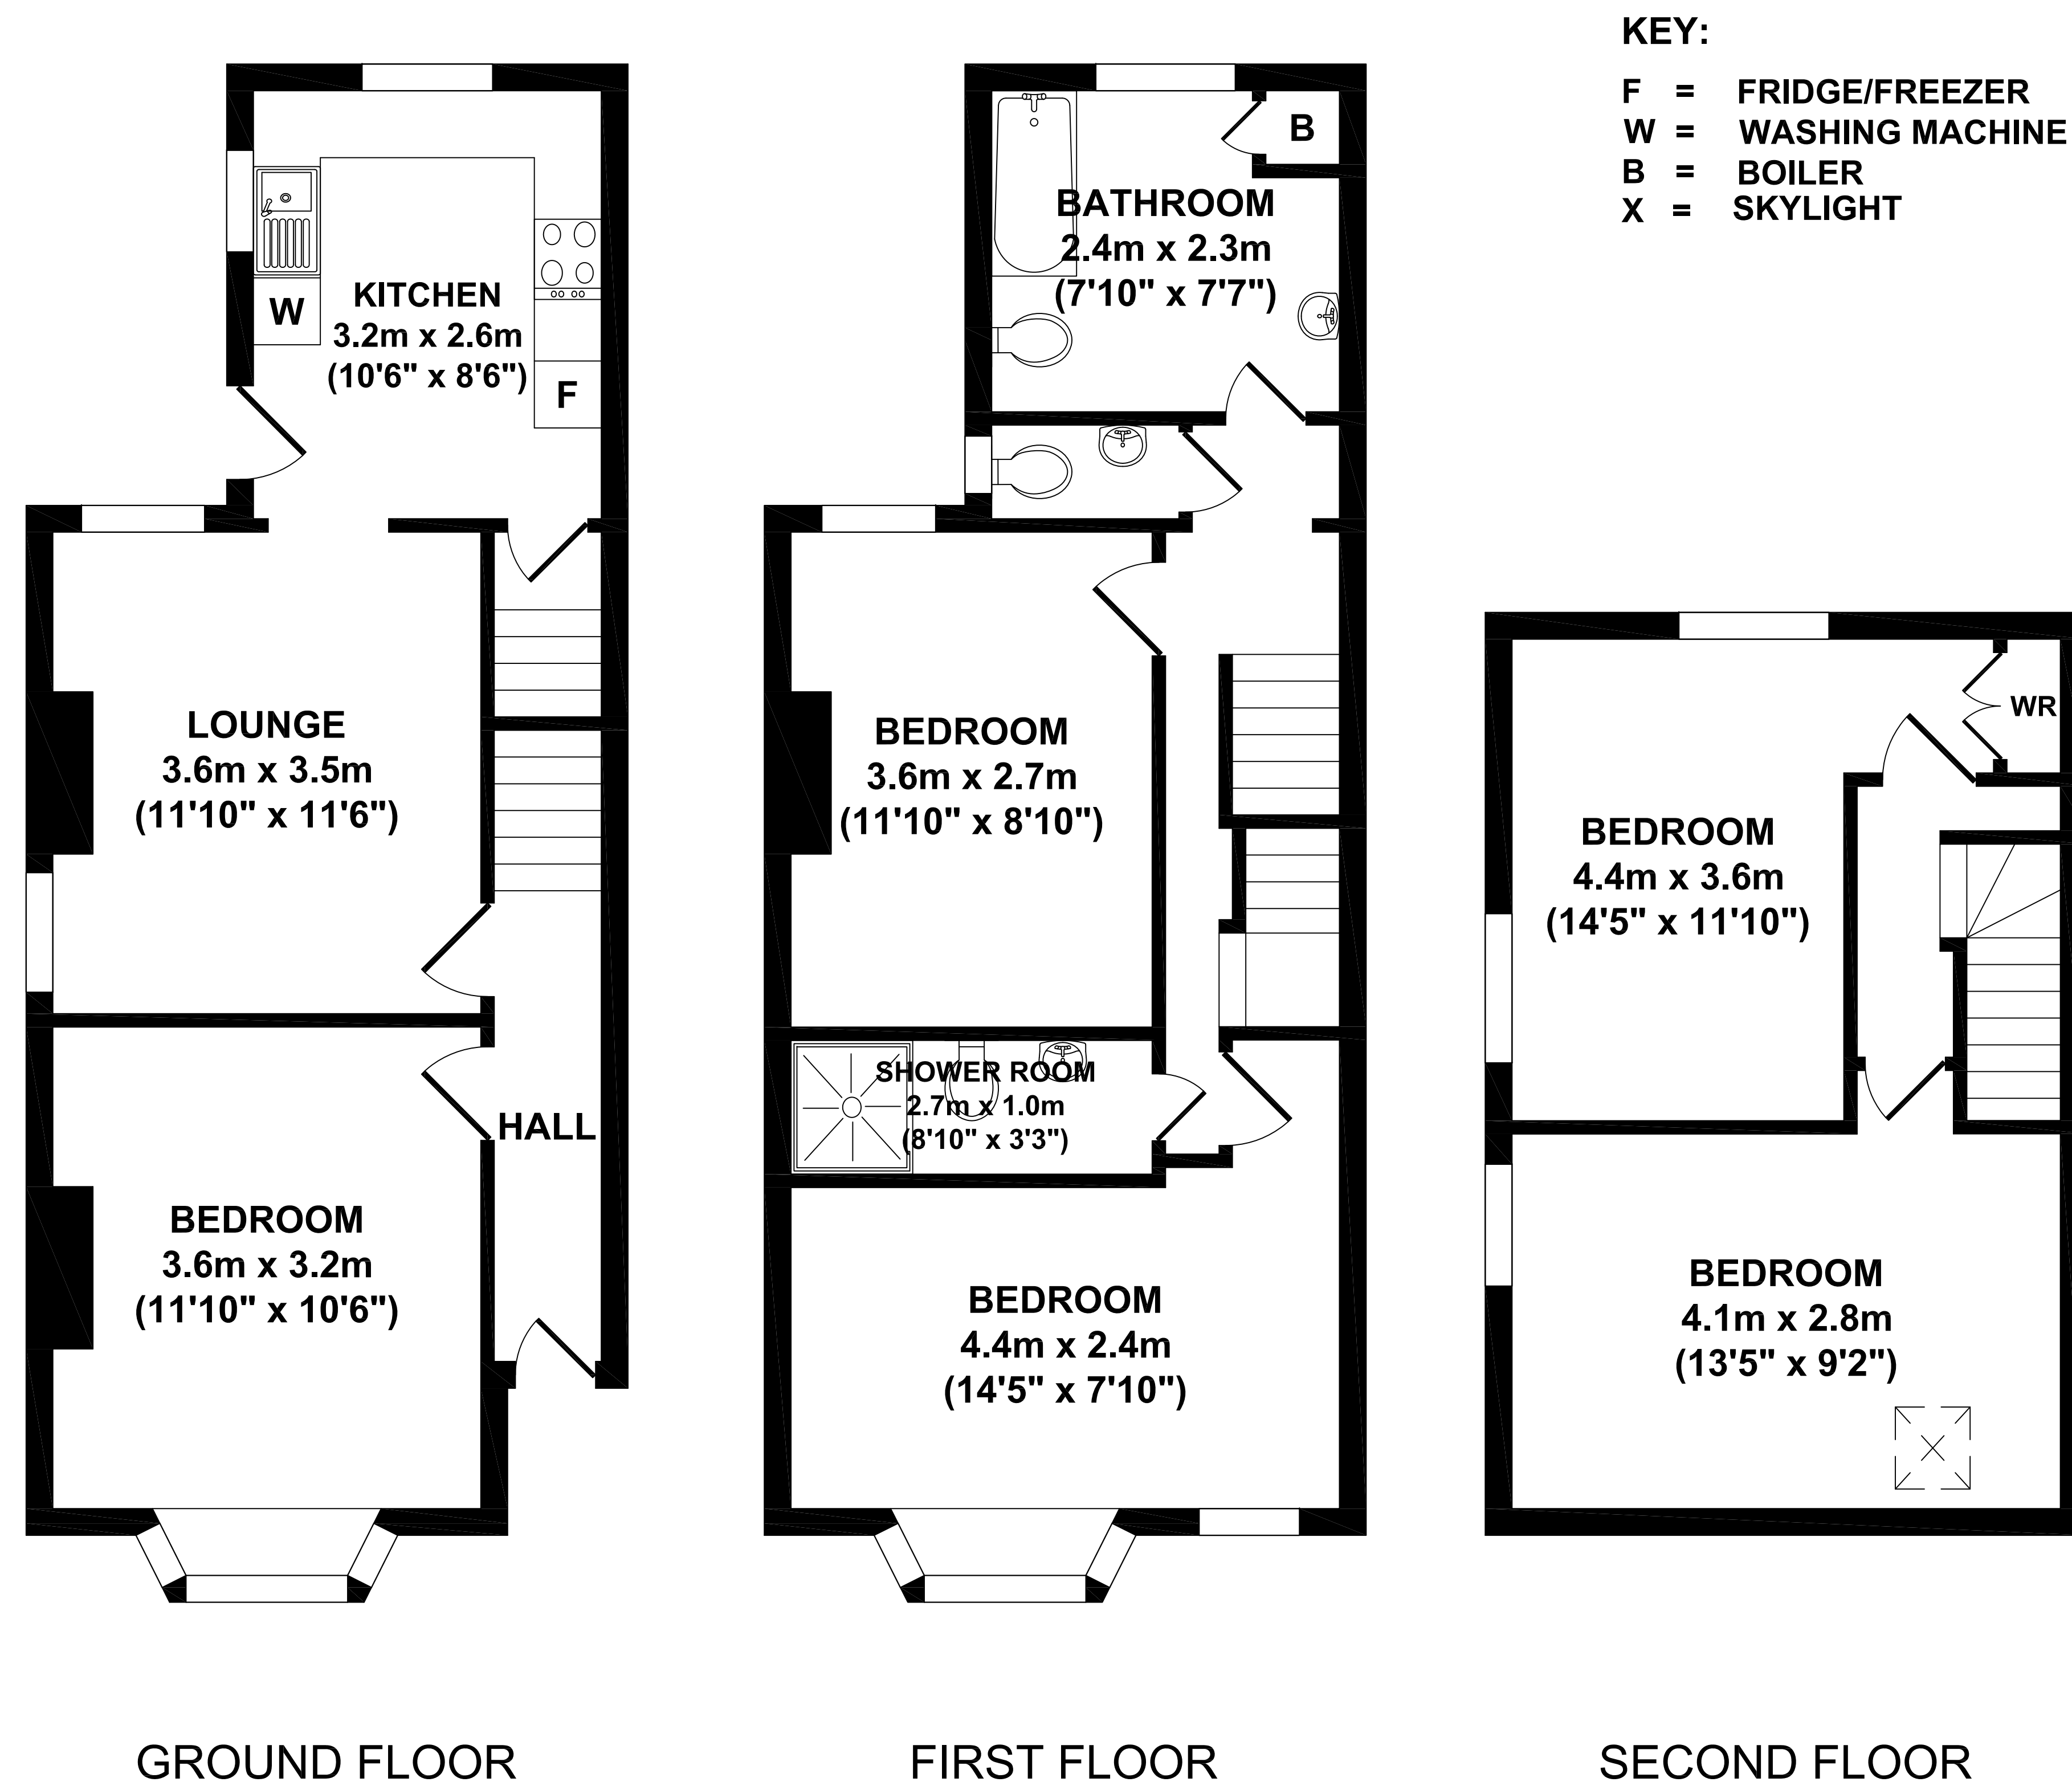 KEY:
F = FRIDGE/FREEZER
W = WASHING MACHINE
B = BOILER
X = SKYLIGHT
W
KITCHEN
3.2m x 2.6m
(10'6" x 8'6")
F
LOUNGE
3.6m x 3.5m
(11'10" x 11'6")
HALL
BEDROOM
3.6m x 3.2m
(11'10" x 10'6")
GROUND FLOOR
B
BATHROOM
2.4m x 2.3m
(7'10" x 7'7")
BEDROOM
3.6m x 2.7m
(11'10" x 8'10")
SHOWER ROOM
2.7m x 1.0m
(8'10" x 3'3")
BEDROOM
4.4m x 2.4m
(14'5" x 7'10")
FIRST FLOOR
WR
BEDROOM
4.4m x 3.6m
(14'5" x 11'10")
BEDROOM
4.1m x 2.8m
(13'5" x 9'2")
SECOND FLOOR